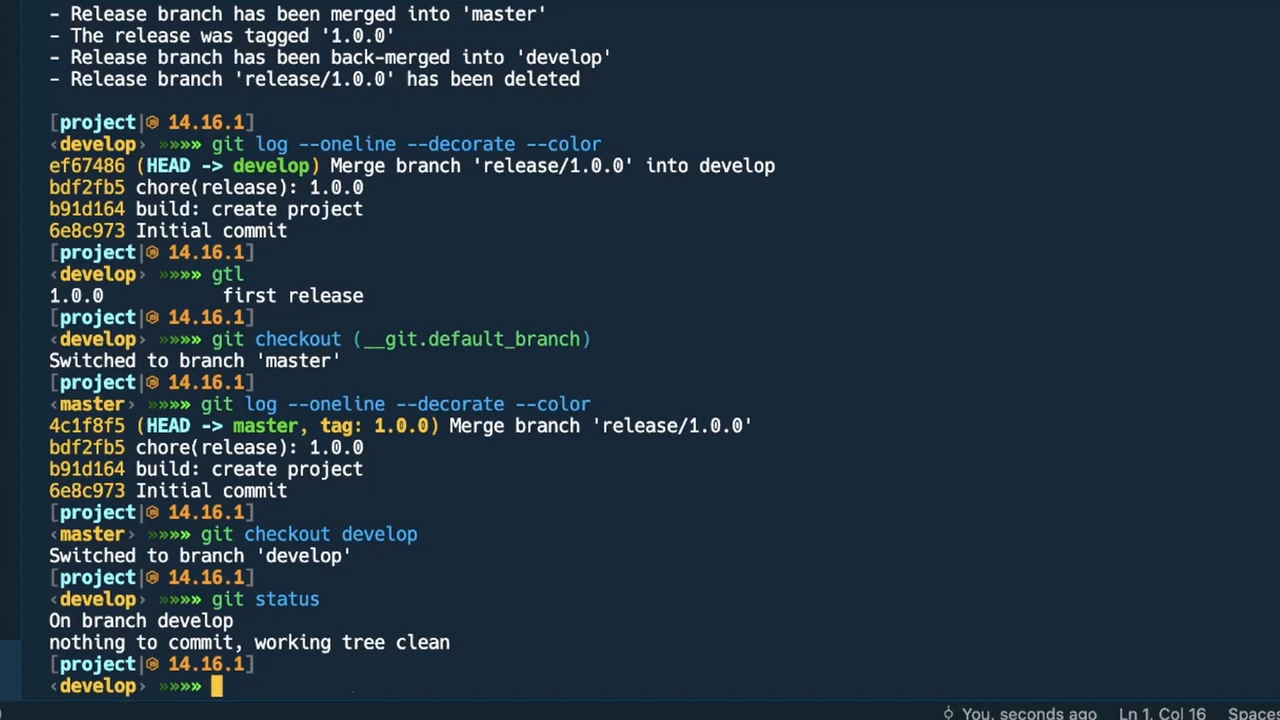 - Release branch has been merged into 'master'
- The release was tagged '1.0.0'
- Release branch has been back-merged into 'develop'
- Release branch 'release/1.0.0' has been deleted
[project| 14.16.1]
‹develop› »»»» git log --oneline --decorate --color
ef67486 (HEAD -> develop) Merge branch 'release/1.0.0' into develop
bdf2fb5 chore(release): 1.0.0
b91d164 build: create project
6e8c973 Initial commit
[project| 14.16.1]
‹develop› »»»» gtl
1.0.0 first release
[project| 14.16.1]
‹develop› »»»» git checkout (__git.default_branch)
Switched to branch 'master'
[project| 14.16.1]
‹master› »»»» git log --oneline --decorate --color
4c1f8f5 (HEAD -> master, tag: 1.0.0) Merge branch 'release/1.0.0'
bdf2fb5 chore(release): 1.0.0
b91d164 build: create project
6e8c973 Initial commit
[project| 14.16.1]
‹master› »»»» git checkout develop
Switched to branch 'develop'
[project| 14.16.1]
‹develop› »»»» git status
On branch develop
nothing to commit, working tree clean
[project| 14.16.1]
‹develop› »»»»
You, seconds ago Ln 1, Col 16 Spaces